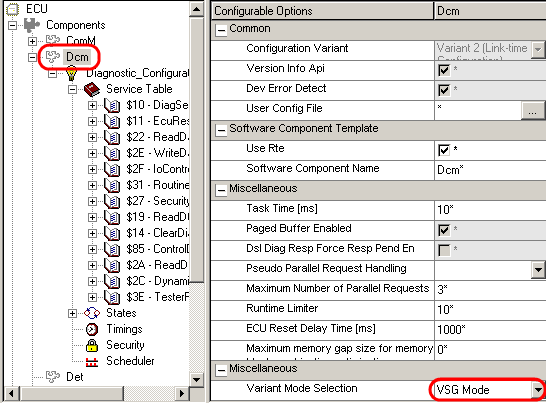 ECU
Components
ComM
Dcm
Diagnostic_Configura
Service Table
$10 - DiagSe
$11 - EcuRes
$22 - ReadD
$2E - WriteD
$2F - IoContr
$31 - Routine
$27 - Security
$19 - ReadD
$14 - ClearDi
$85 - ControlD
$2A - ReadD
$2C - Dynami
$3E - TesterF
States
Timings
Security
Scheduler
Det
Configurable Options Dcm
Common
Configuration Variant Variant 2 (Link-time
Version Info Api *
Dev Error Detect *
User Config File * ...
Software Component Template
Use Rte *
Software Component Name Dcm*
Miscellaneous
Task Time [ms] 10*
Paged Buffer Enabled *
Dsl Diag Resp Force Resp Pend En *
Pseudo Parallel Request Handling
Maximum Number of Parallel Requests 3*
Runtime Limiter 10*
ECU Reset Delay Time [ms] 1000*
Maximum memory gap size for memory 0*
Miscellaneous
Variant Mode Selection VSG Mode